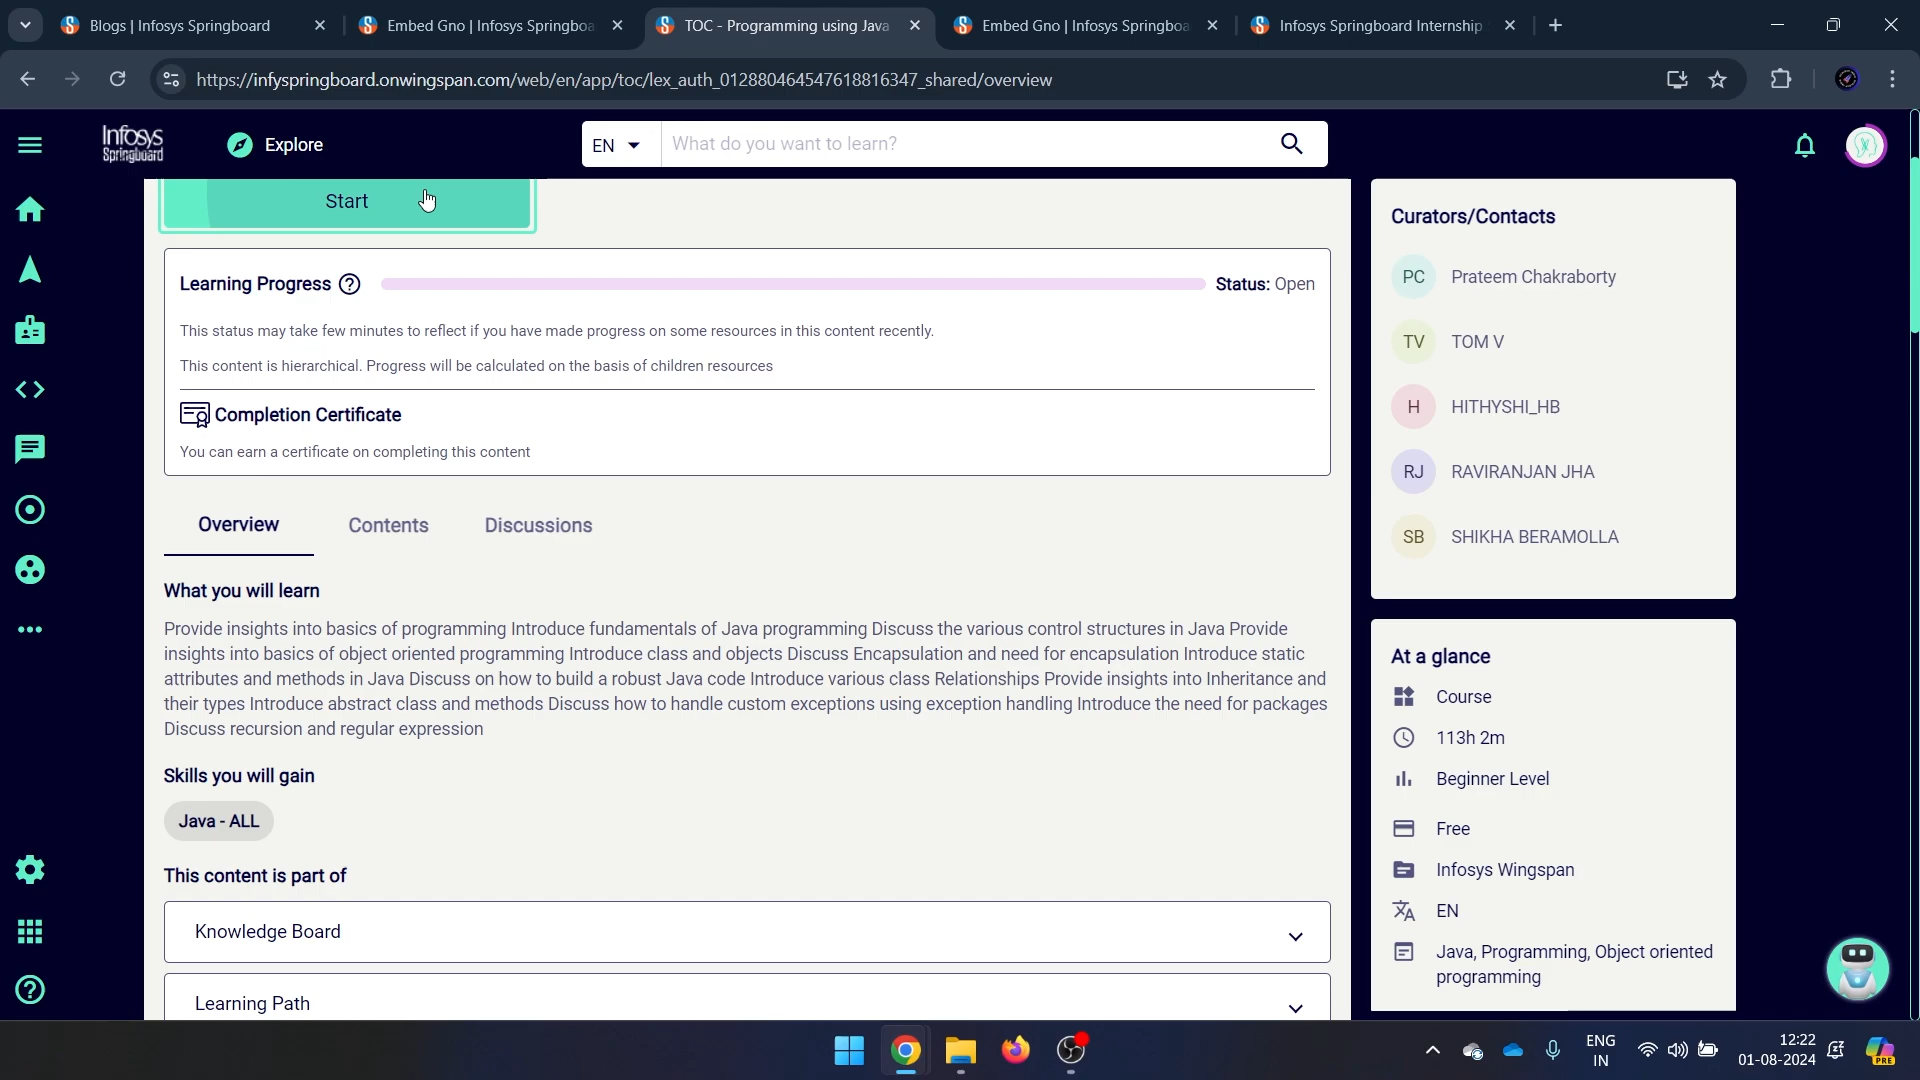 Blogs | Infosys Springboard
Embed Gno | Infosys Springboa
TOC - Programming using Java
Embed Gno | Infosys Springboa
Infosys Springboard Internship
https://infyspringboard.onwingspan.com/web/en/app/toc/lex_auth_012880464547618816347_shared/overview
Infosys
Springboard
Explore
EN
What do you want to learn?
Start
Learning Progress
?
Status: Open
This status may take few minutes to reflect if you have made progress on some resources in this content recently.
This content is hierarchical. Progress will be calculated on the basis of children resources
Completion Certificate
You can earn a certificate on completing this content
Overview
Contents
Discussions
What you will learn
Provide insights into basics of programming Introduce fundamentals of Java programming Discuss the various control structures in Java Provide
insights into basics of object oriented programming Introduce class and objects Discuss Encapsulation and need for encapsulation Introduce static
attributes and methods in Java Discuss on how to build a robust Java code Introduce various class Relationships Provide insights into Inheritance and
their types Introduce abstract class and methods Discuss how to handle custom exceptions using exception handling Introduce the need for packages
Discuss recursion and regular expression
Skills you will gain
Java - ALL
This content is part of
Knowledge Board
Learning Path
Curators/Contacts
PC Prateem Chakraborty
TV TOM V
H HITHYSHI_HB
RJ RAVIRANJAN JHA
SB SHIKHA BERAMOLLA
At a glance
Course
113h 2m
Beginner Level
Free
Infosys Wingspan
EN
Java, Programming, Object oriented
programming
ENG
IN
12:22
01-08-2024
PRE